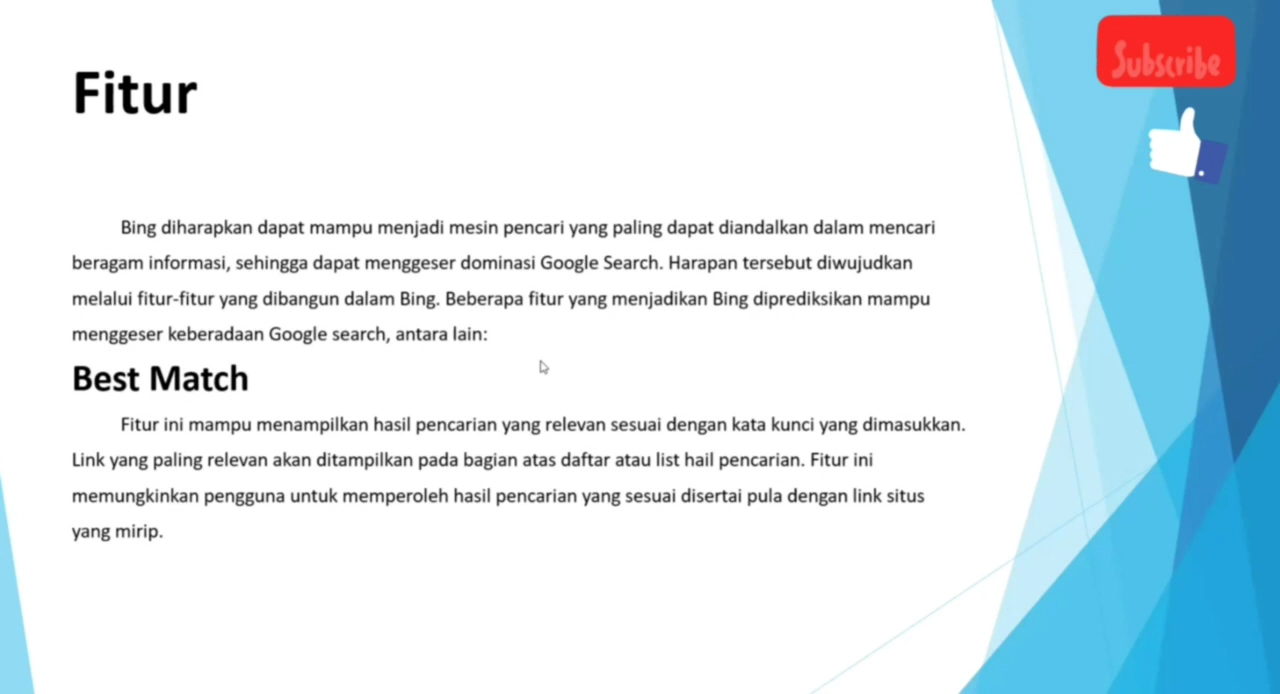 Subscribe
Fitur
Bing diharapkan dapat mampu menjadi mesin pencari yang paling dapat diandalkan dalam mencari
beragam informasi, sehingga dapat menggeser dominasi Google Search. Harapan tersebut diwujudkan
melalui fitur-fitur yang dibangun dalam Bing. Beberapa fitur yang menjadikan Bing diprediksikan mampu
menggeser keberadaan Google search, antara lain:
Best Match
Fitur ini mampu menampilkan hasil pencarian yang relevan sesuai dengan kata kunci yang dimasukkan.
Link yang paling relevan akan ditampilkan pada bagian atas daftar atau list hail pencarian. Fitur ini
memungkinkan pengguna untuk memperoleh hasil pencarian yang sesuai disertai pula dengan link situs
yang mirip.